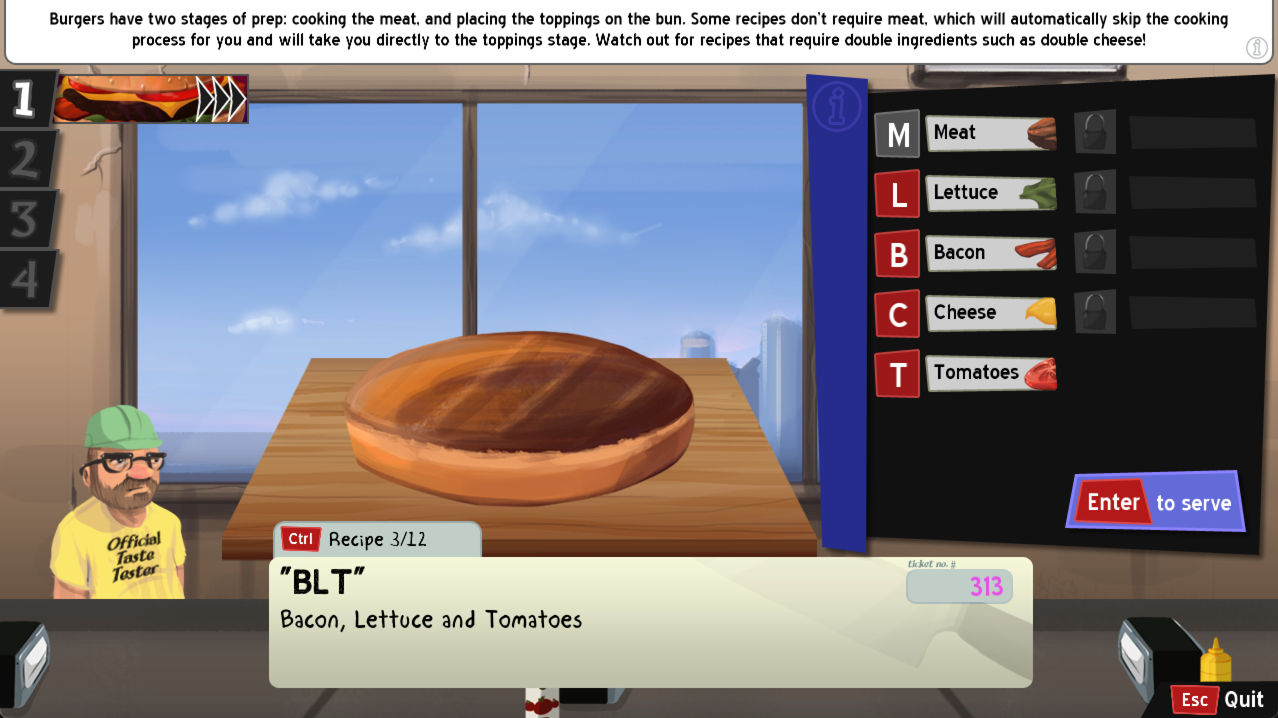 Burgers have two stages of prep: cooking the meat, and placing the toppings on the bun. Some recipes don't require meat, which will automatically skip the cooking
process for you and will take you directly to the toppings stage. Watch out for recipes that require double ingredients such as double cheese!
1
2
3
4
M Meat
L Lettuce
B Bacon
C Cheese
T Tomatoes
Enter to serve
Official
Taste
Tester
Ctrl Recipe 3/12
"BLT"
ticket no. #
313
Bacon, Lettuce and Tomatoes
Esc Quit